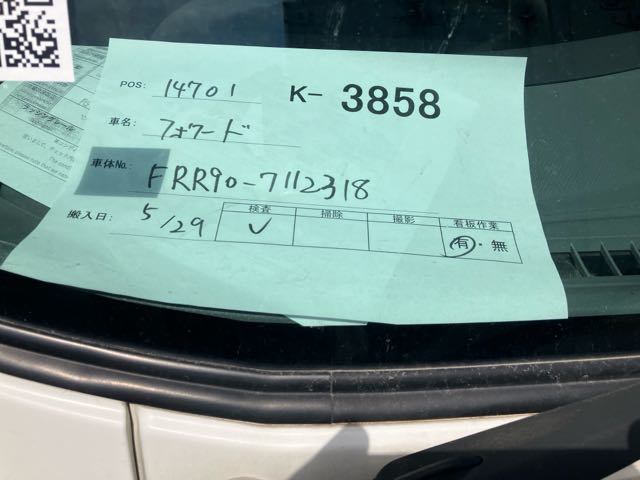 POS: 14701 K- 3858
車名: フォワード
車体No. FRR90-7112318
搬入日: 5/29
検査 掃除 撮影 看板作業
✓ 有・無